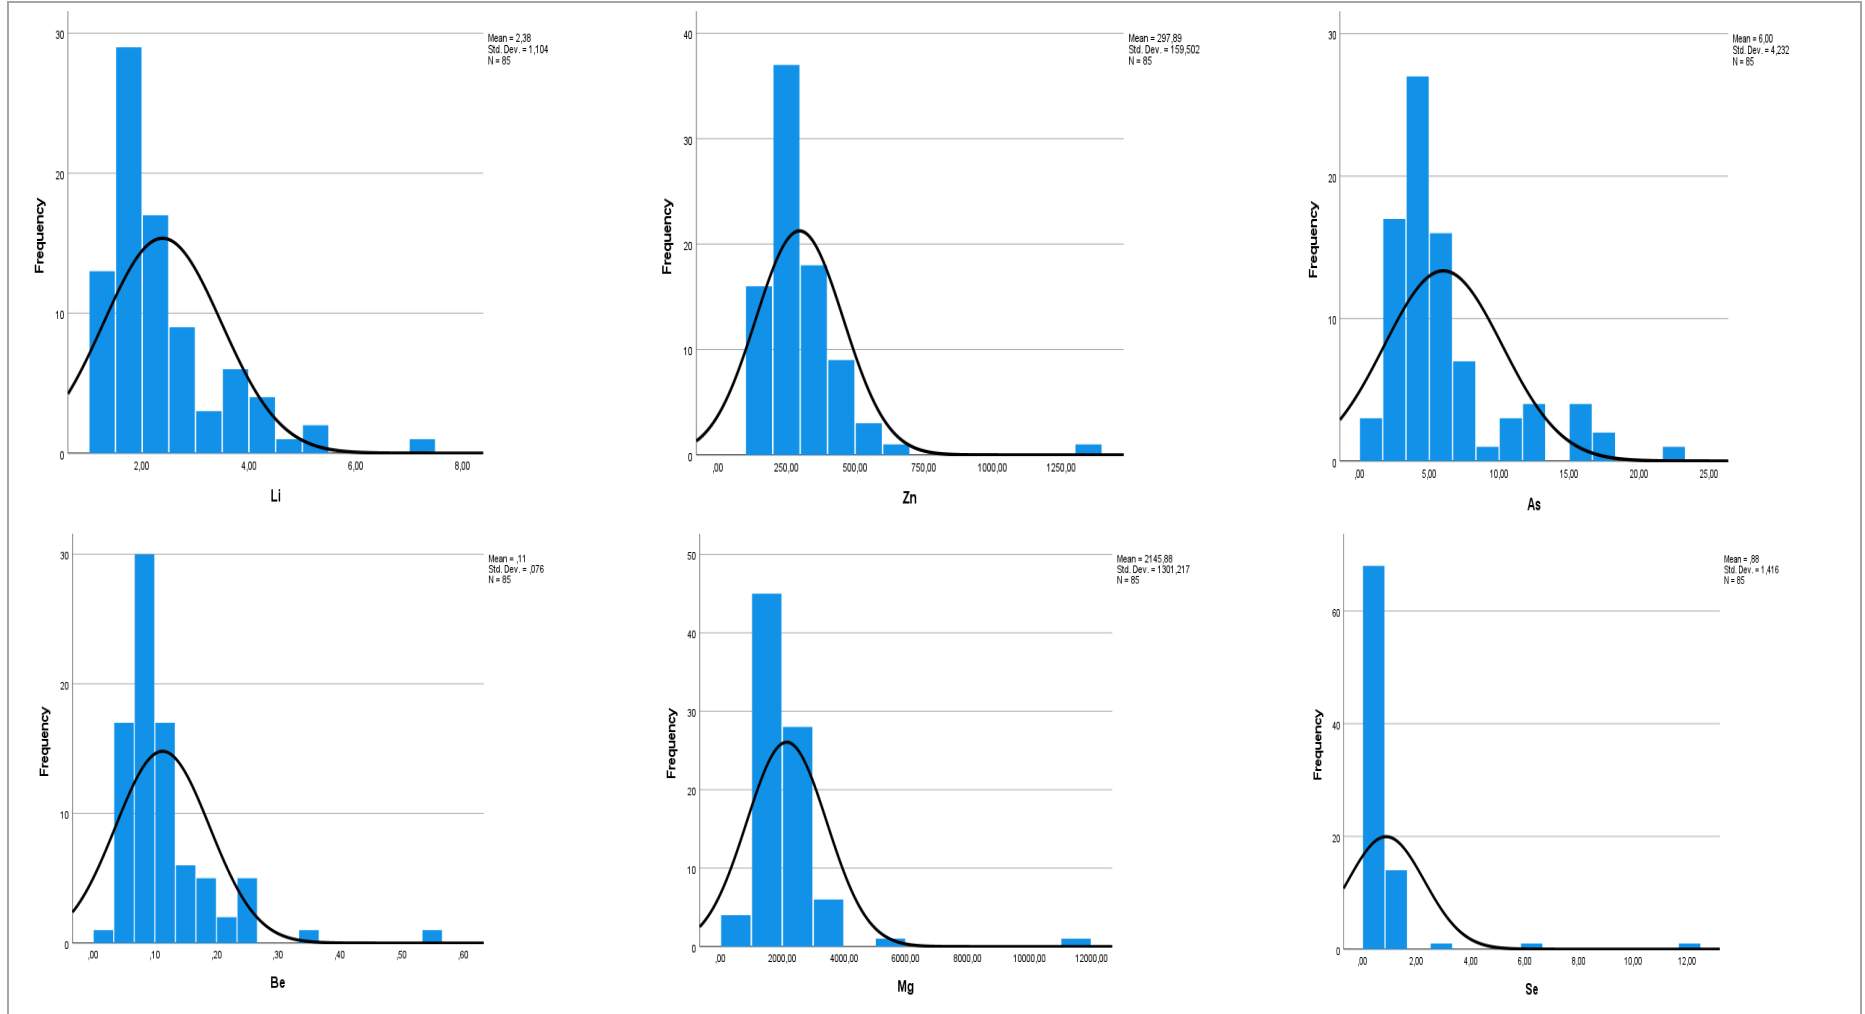 Mean = 2,38
Std. Dev. = 1,104
N = 85
30
20
10
0
Frequency
2,00 4,00 6,00 8,00
Li
Mean = 297,89
Std. Dev. = 159,502
N = 85
40
30
20
10
0
Frequency
,00 250,00 500,00 750,00 1000,00 1250,00
Zn
Mean = 6,00
Std. Dev. = 4,232
N = 85
30
20
10
0
Frequency
,00 5,00 10,00 15,00 20,00 25,00
As
Mean = ,11
Std. Dev. = ,076
N = 85
30
20
10
0
Frequency
,00 ,10 ,20 ,30 ,40 ,50 ,60
Be
Mean = 2145,88
Std. Dev. = 1301,217
N = 85
50
40
30
20
10
0
Frequency
,00 2000,00 4000,00 6000,00 8000,00 10000,00 12000,00
Mg
Mean = ,88
Std. Dev. = 1,416
N = 85
60
40
20
0
Frequency
,00 2,00 4,00 6,00 8,00 10,00 12,00
Se